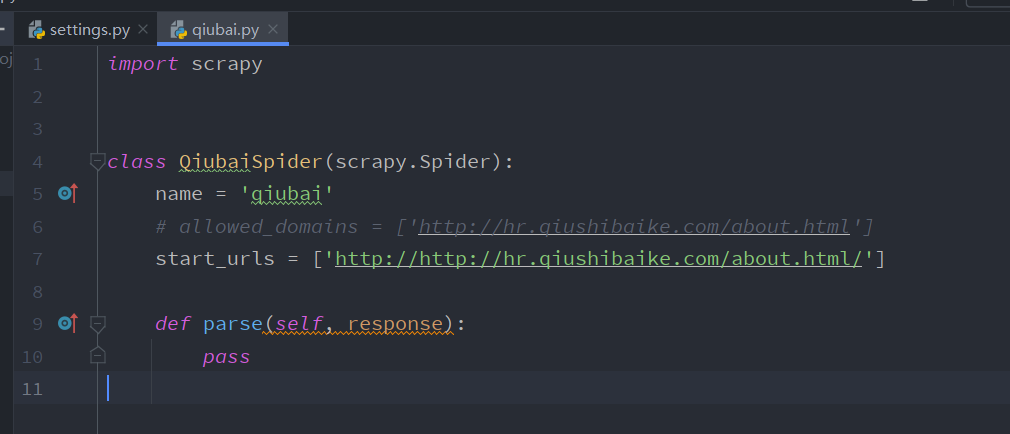 settings.py qiubai.py
1 import scrapy
2
3
4 class QiubaiSpider(scrapy.Spider):
5 name = 'qiubai'
6 # allowed_domains = ['http://hr.qiushibaike.com/about.html']
7 start_urls = ['http://http://hr.qiushibaike.com/about.html/']
8
9 def parse(self, response):
10 pass
11